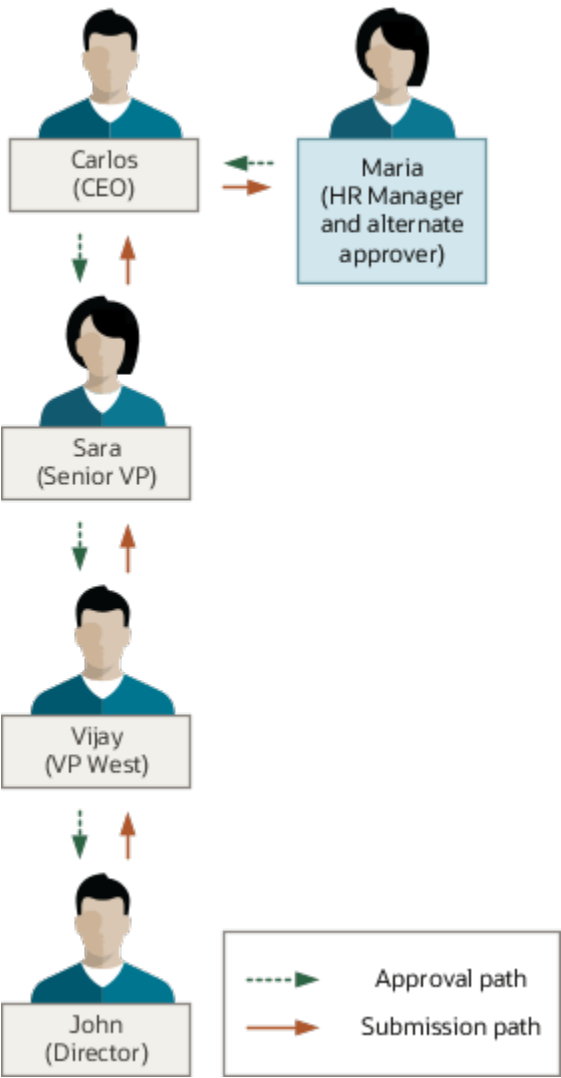 Carlos
(CEO)
Maria
(HR Manager
and alternate
approver)
Sara
(Senior VP)
Vijay
(VP West)
John
(Director)
Approval path
Submission path